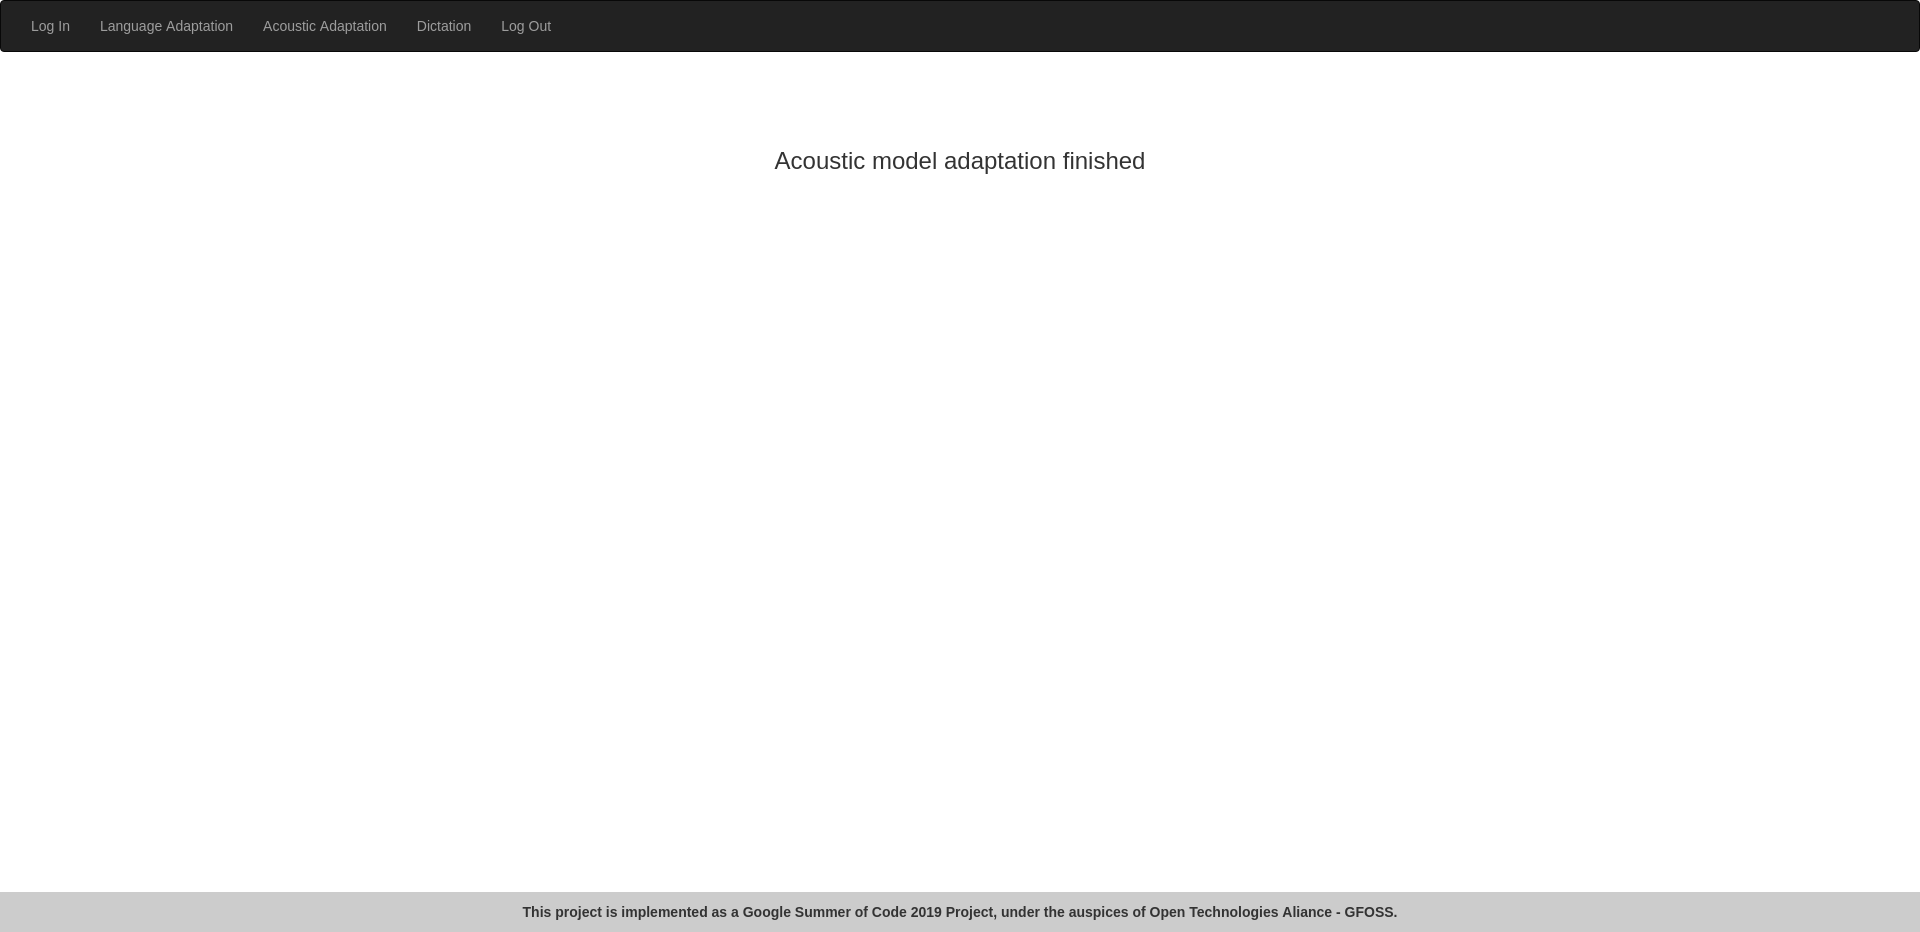 Log In Language Adaptation Acoustic Adaptation Dictation Log Out
Acoustic model adaptation finished
This project is implemented as a Google Summer of Code 2019 Project, under the auspices of Open Technologies Aliance - GFOSS.